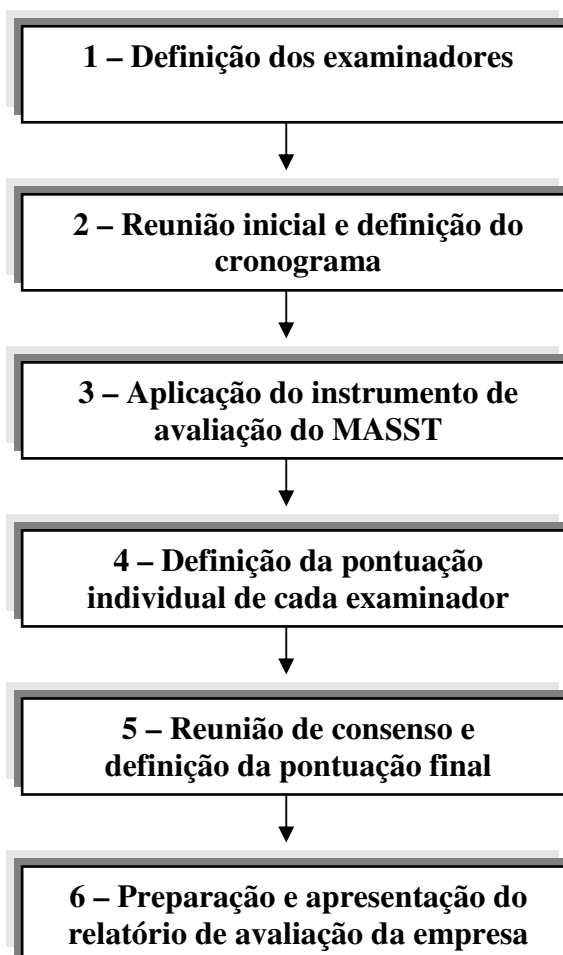 1 – Definição dos examinadores
2 – Reunião inicial e definição do
cronograma
3 – Aplicação do instrumento de
avaliação do MASST
4 – Definição da pontuação
individual de cada examinador
5 – Reunião de consenso e
definição da pontuação final
6 – Preparação e apresentação do
relatório de avaliação da empresa